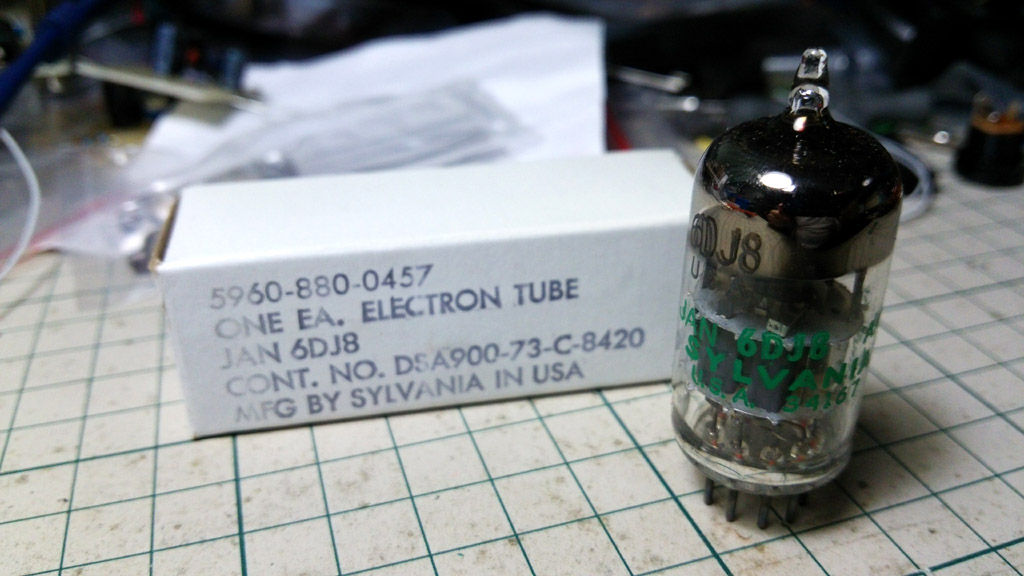 5960-880-0457
ONE EA. ELECTRON TUBE
JAN 6DJ8
CONT. NO. DSA900-73-C-8420
MFG BY SYLVANIA IN USA
6DJ8
U
JAN 6DJ8
SYLVANIA
U.S.A. 34167